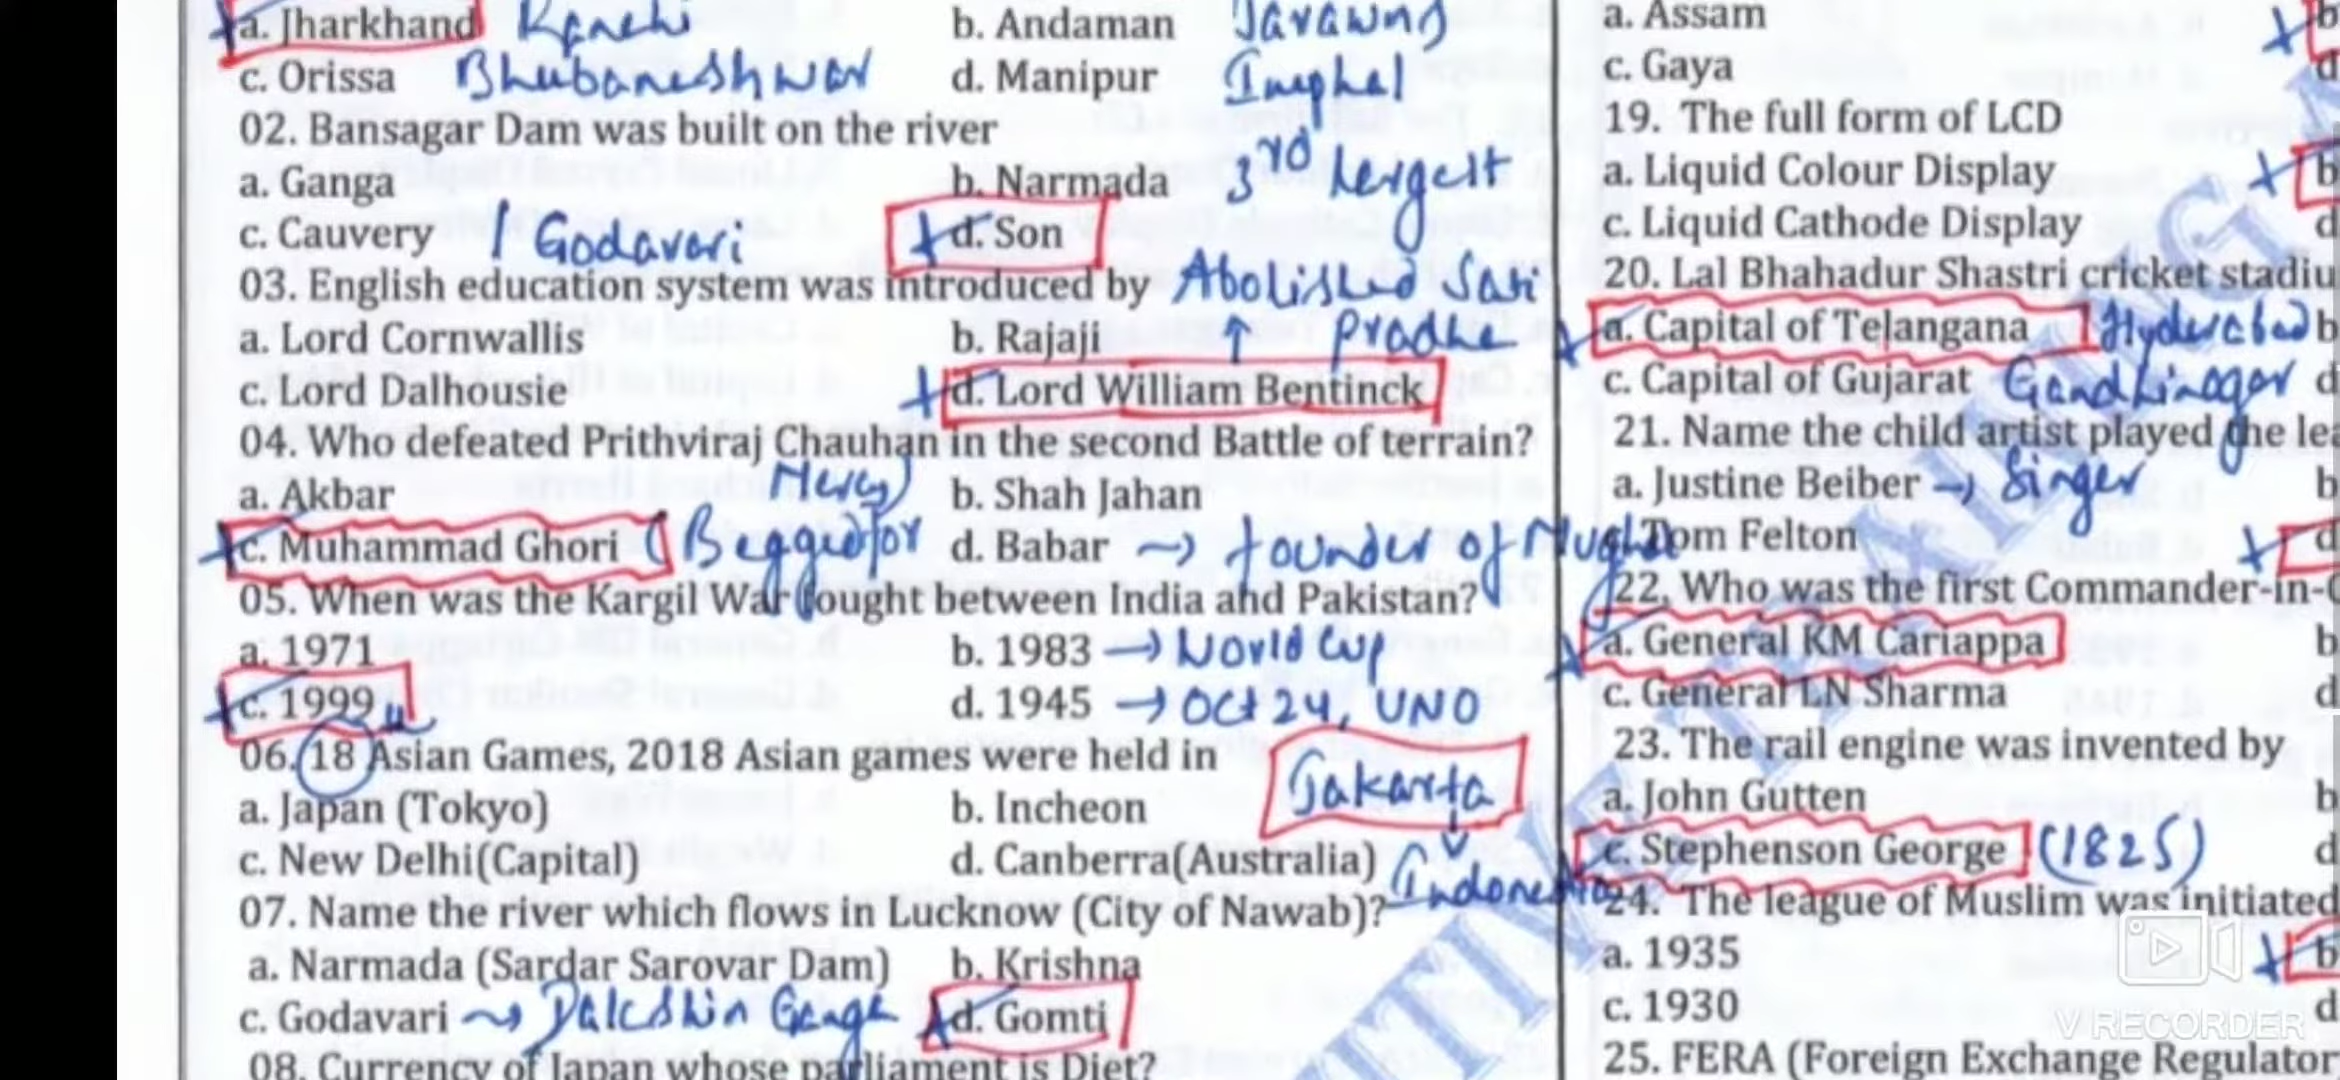 a. Jharkhand Ranchi b. Andaman Jarawas
c. Orissa Bhubaneshwar d. Manipur Imphal
02. Bansagar Dam was built on the river
a. Ganga b. Narmada 3rd Largest
c. Cauvery / Godavari d. Son
03. English education system was introduced by Abolished Sati
a. Lord Cornwallis b. Rajaji ↑ Pradha
c. Lord Dalhousie d. Lord William Bentinck
04. Who defeated Prithviraj Chauhan in the second Battle of terrain?
a. Akbar Mercy) b. Shah Jahan
c. Muhammad Ghori (Begged for d. Babar → founder of Mughal
05. When was the Kargil War fought between India and Pakistan?
a. 1971 b. 1983 → World Cup
c. 1999 d. 1945 → Oct 24, UNO
06. 18 Asian Games, 2018 Asian games were held in Jakarta
a. Japan (Tokyo) b. Incheon
c. New Delhi(Capital) d. Canberra(Australia) Indonesia
07. Name the river which flows in Lucknow (City of Nawab)?
a. Narmada (Sardar Sarovar Dam) b. Krishna
c. Godavari → Dakshin Ganga d. Gomti
08. Currency of Japan whose parliament is Diet?
a. Assam b
c. Gaya d
19. The full form of LCD
a. Liquid Colour Display b
c. Liquid Cathode Display d
20. Lal Bhahadur Shastri cricket stadiu
a. Capital of Telangana Hyderabad b
c. Capital of Gujarat Gandhinagar d
21. Name the child artist played the lea
a. Justine Beiber → Singer b
c. Tom Felton d
22. Who was the first Commander-in-C
a. General KM Cariappa b
c. General LN Sharma d
23. The rail engine was invented by
a. John Gutten b
c. Stephenson George (1825) d
24. The league of Muslim was initiated
a. 1935 b
c. 1930 d
25. FERA (Foreign Exchange Regulator
V RECORDER